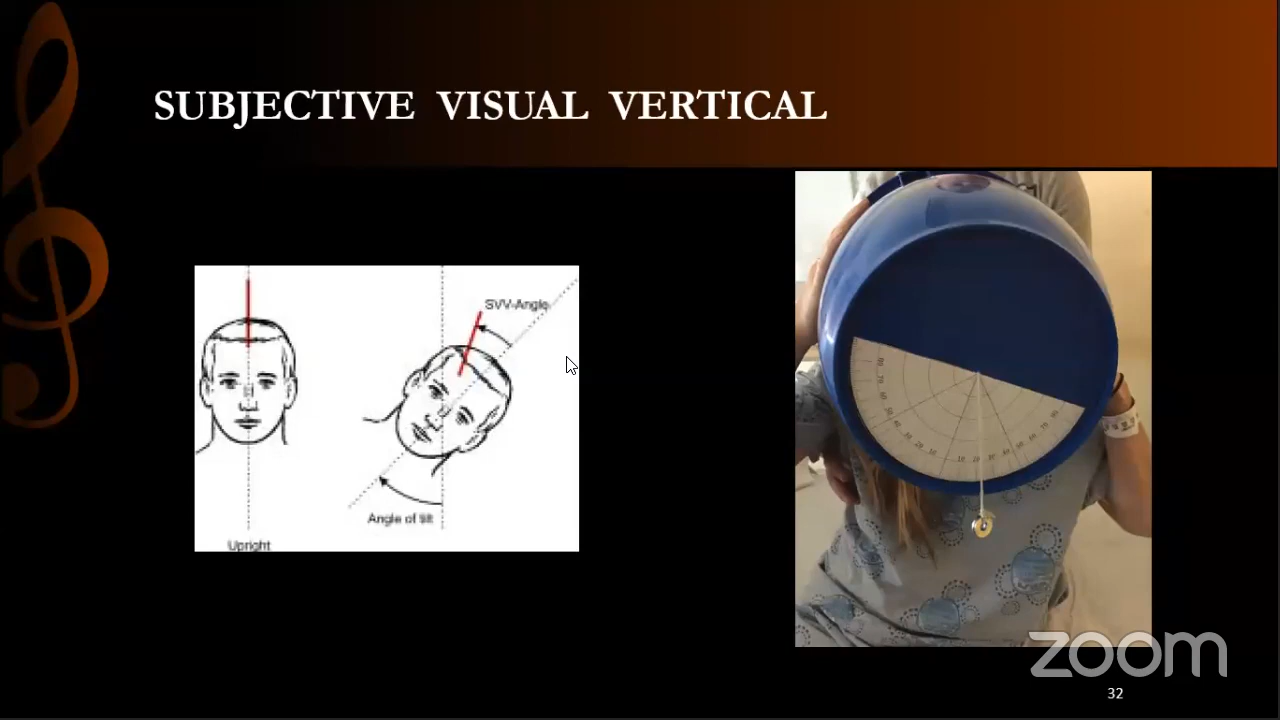 SUBJECTIVE VISUAL VERTICAL
SVV-Angle
Angle of tilt
Upright
zoom
32